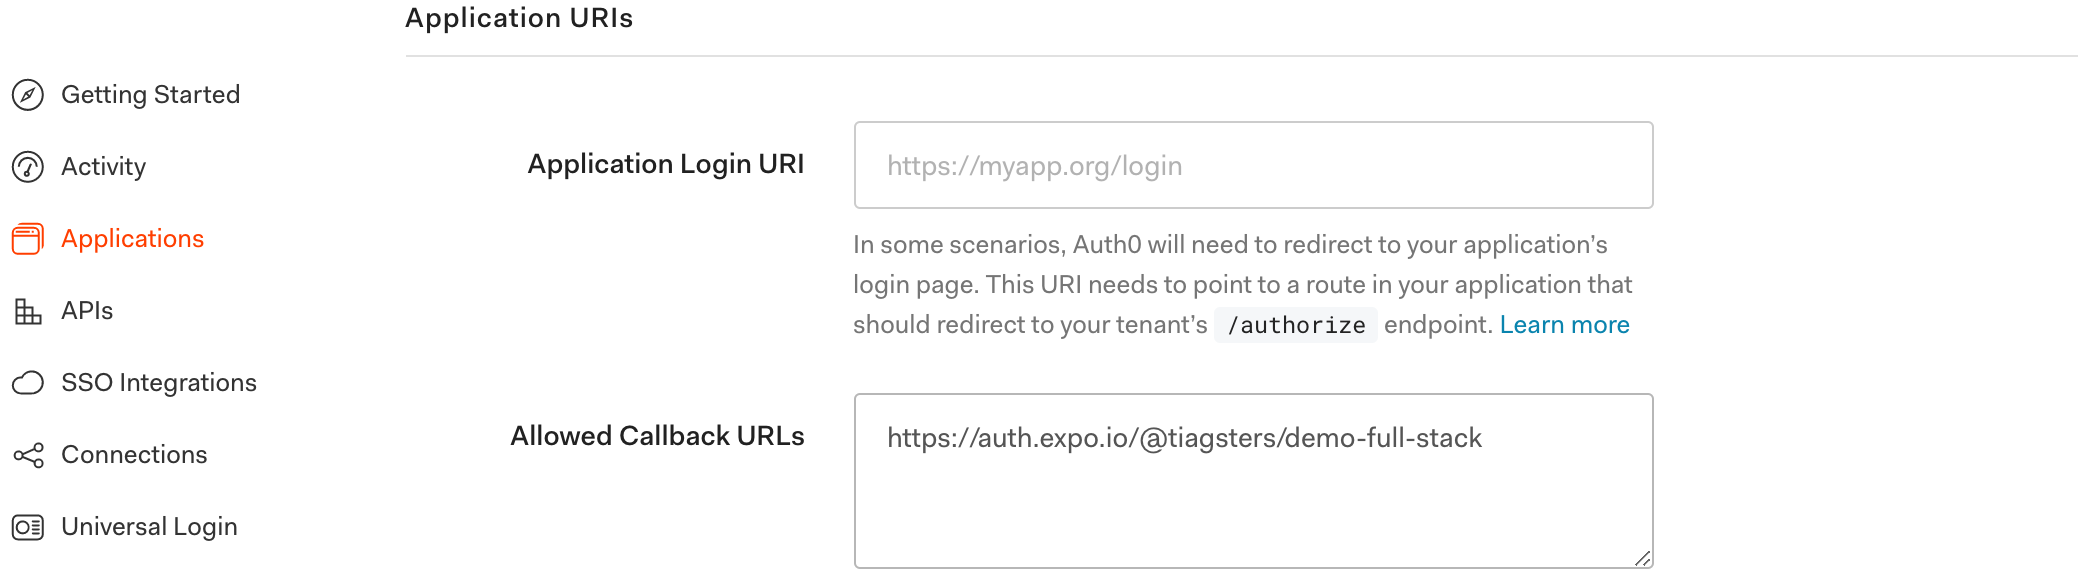 Application URIs
Getting Started
Activity
Applications
APIs
SSO Integrations
Connections
Universal Login
Application Login URI
https://myapp.org/login
In some scenarios, Auth0 will need to redirect to your application’s
login page. This URI needs to point to a route in your application that
should redirect to your tenant’s /authorize endpoint. Learn more
Allowed Callback URLs
https://auth.expo.io/@tiagsters/demo-full-stack